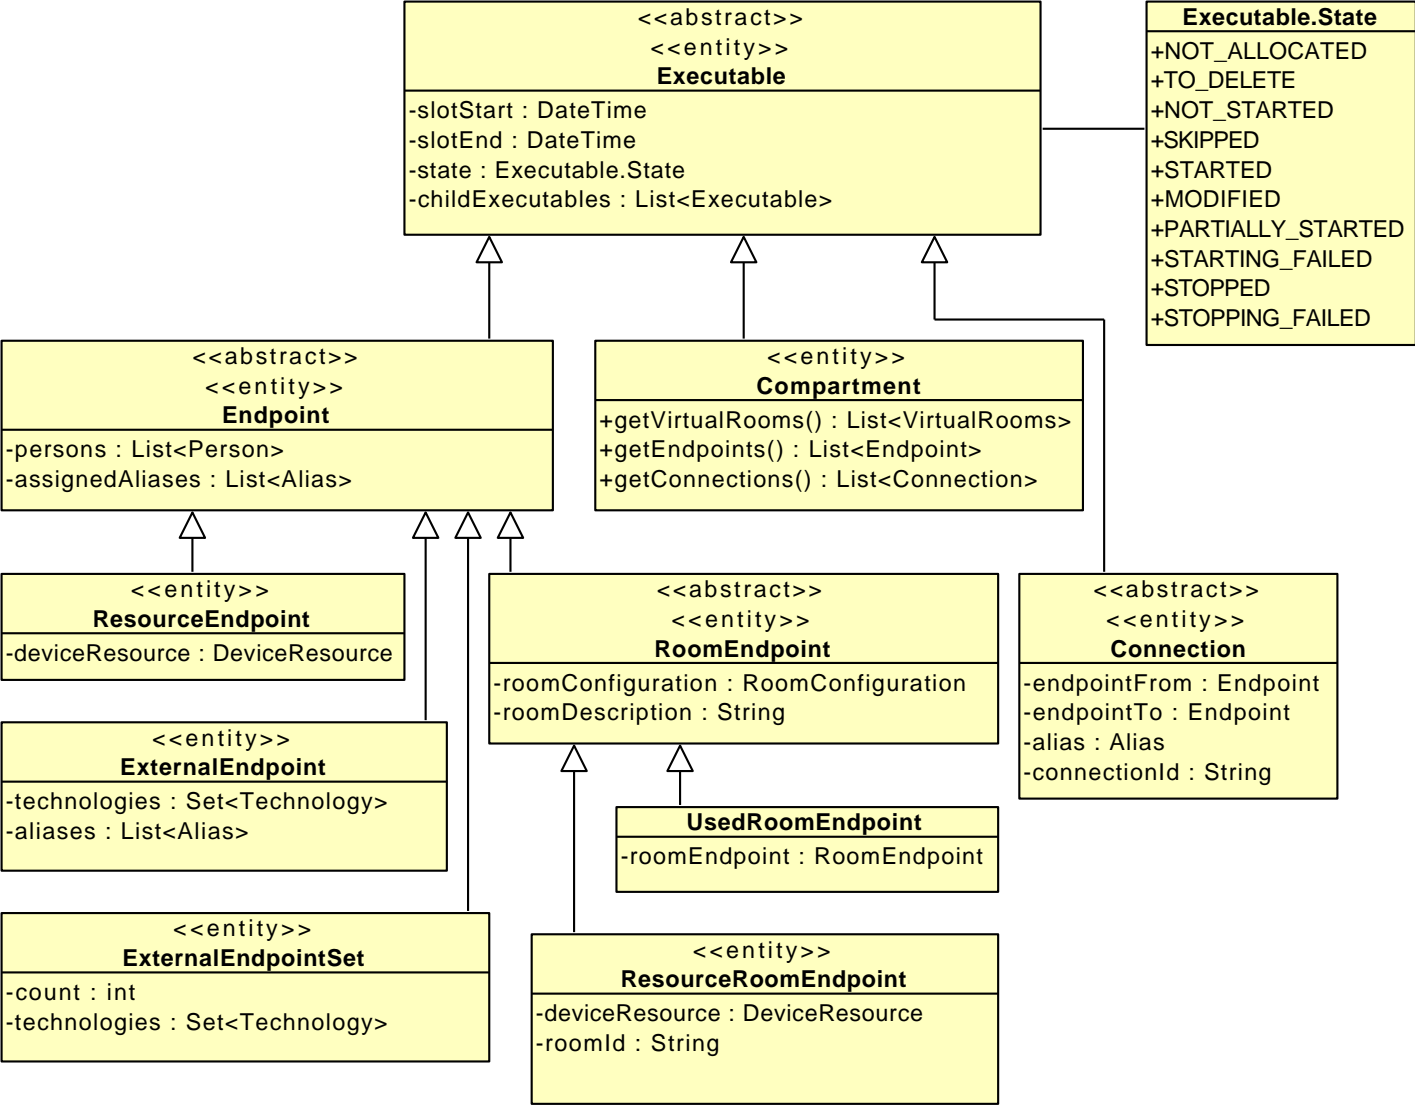 <<abstract>>
<<entity>>
Executable
-slotStart : DateTime
-slotEnd : DateTime
-state : Executable.State
-childExecutables : List<Executable>
Executable.State
+NOT_ALLOCATED
+TO_DELETE
+NOT_STARTED
+SKIPPED
+STARTED
+MODIFIED
+PARTIALLY_STARTED
+STARTING_FAILED
+STOPPED
+STOPPING_FAILED
<<abstract>>
<<entity>>
Endpoint
-persons : List<Person>
-assignedAliases : List<Alias>
<<entity>>
Compartment
+getVirtualRooms() : List<VirtualRooms>
+getEndpoints() : List<Endpoint>
+getConnections() : List<Connection>
<<entity>>
ResourceEndpoint
-deviceResource : DeviceResource
<<abstract>>
<<entity>>
RoomEndpoint
-roomConfiguration : RoomConfiguration
-roomDescription : String
<<abstract>>
<<entity>>
Connection
-endpointFrom : Endpoint
-endpointTo : Endpoint
-alias : Alias
-connectionId : String
<<entity>>
ExternalEndpoint
-technologies : Set<Technology>
-aliases : List<Alias>
UsedRoomEndpoint
-roomEndpoint : RoomEndpoint
<<entity>>
ExternalEndpointSet
-count : int
-technologies : Set<Technology>
<<entity>>
ResourceRoomEndpoint
-deviceResource : DeviceResource
-roomId : String